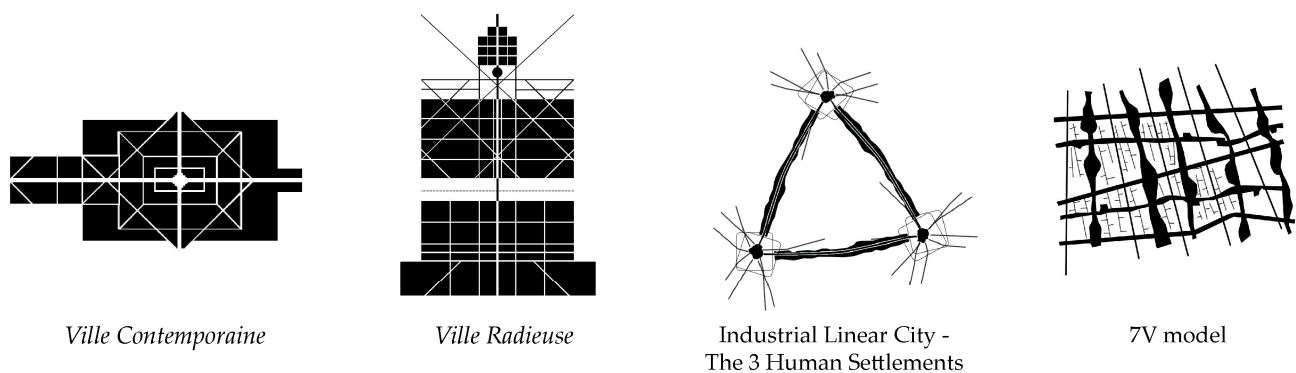 Ville Contemporaine
Ville Radieuse
Industrial Linear City -
The 3 Human Settlements
7V model